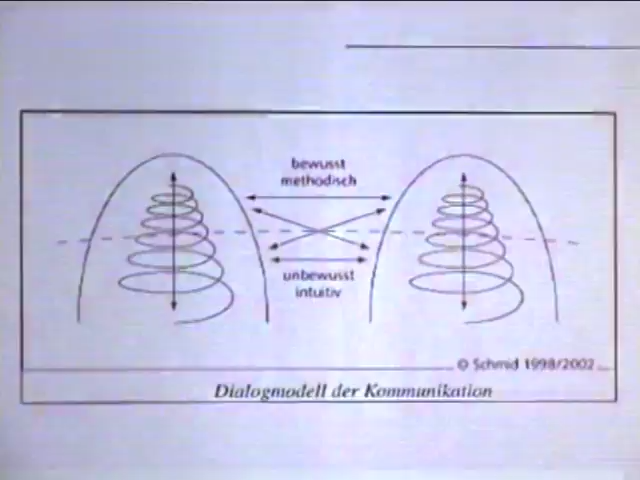 bewusst
methodisch
unbewusst
intuitiv
© Schmid 1998/2002
Dialogmodell der Kommunikation